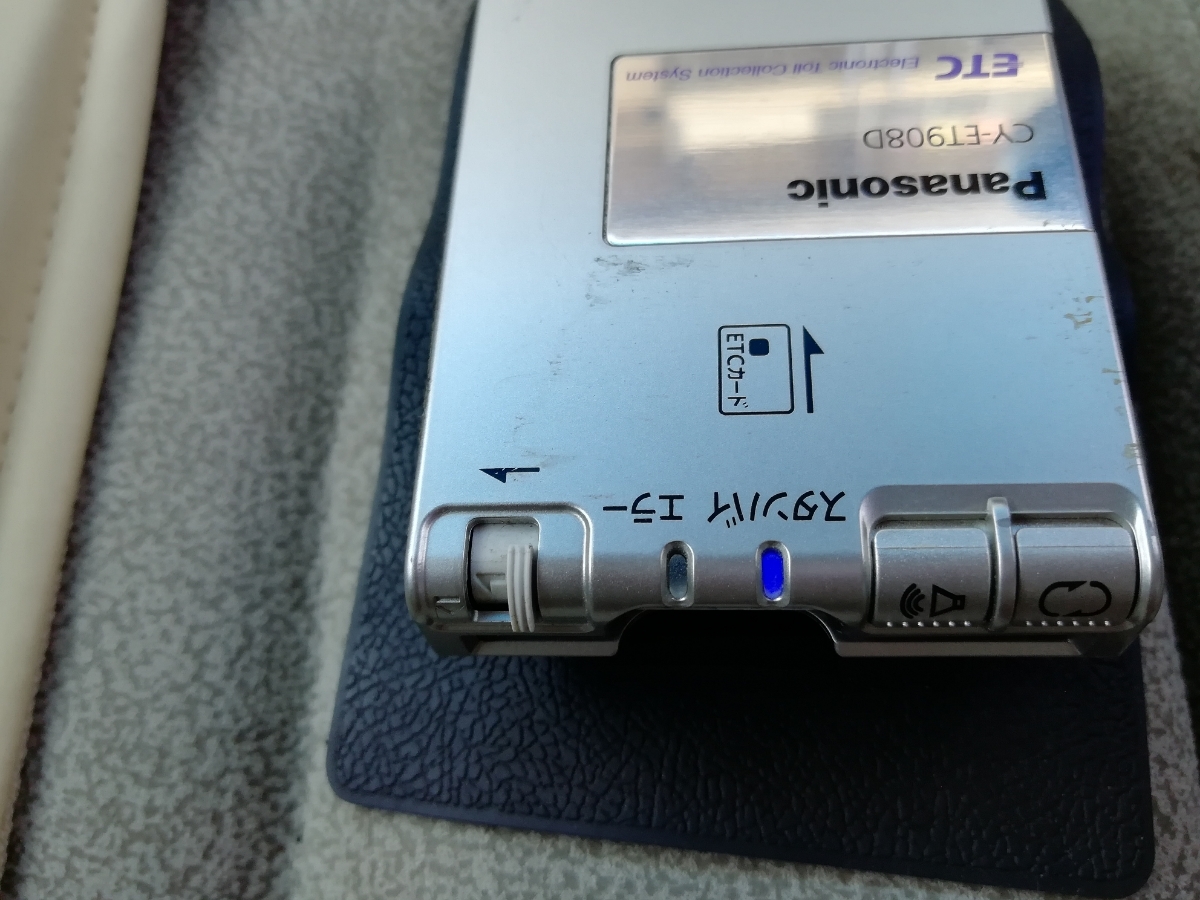 Panasonic
CY-ET908D
ETC Electronic Toll Collection System
ETCカード
スタンバイ エラー